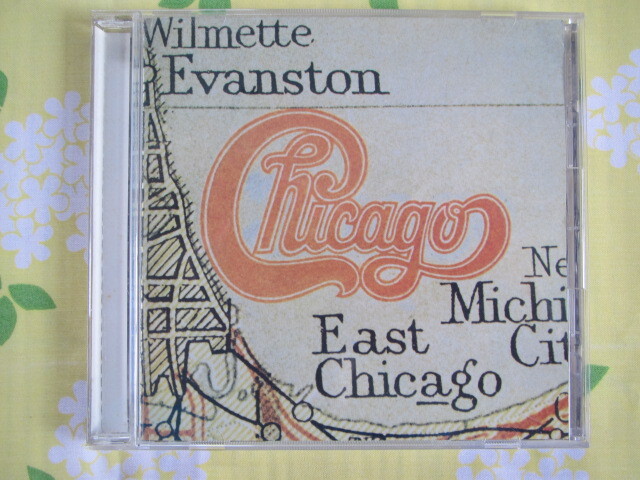 Wilmette
Evanston
Chicago
Ne
Michi
Cit
East
Chicago